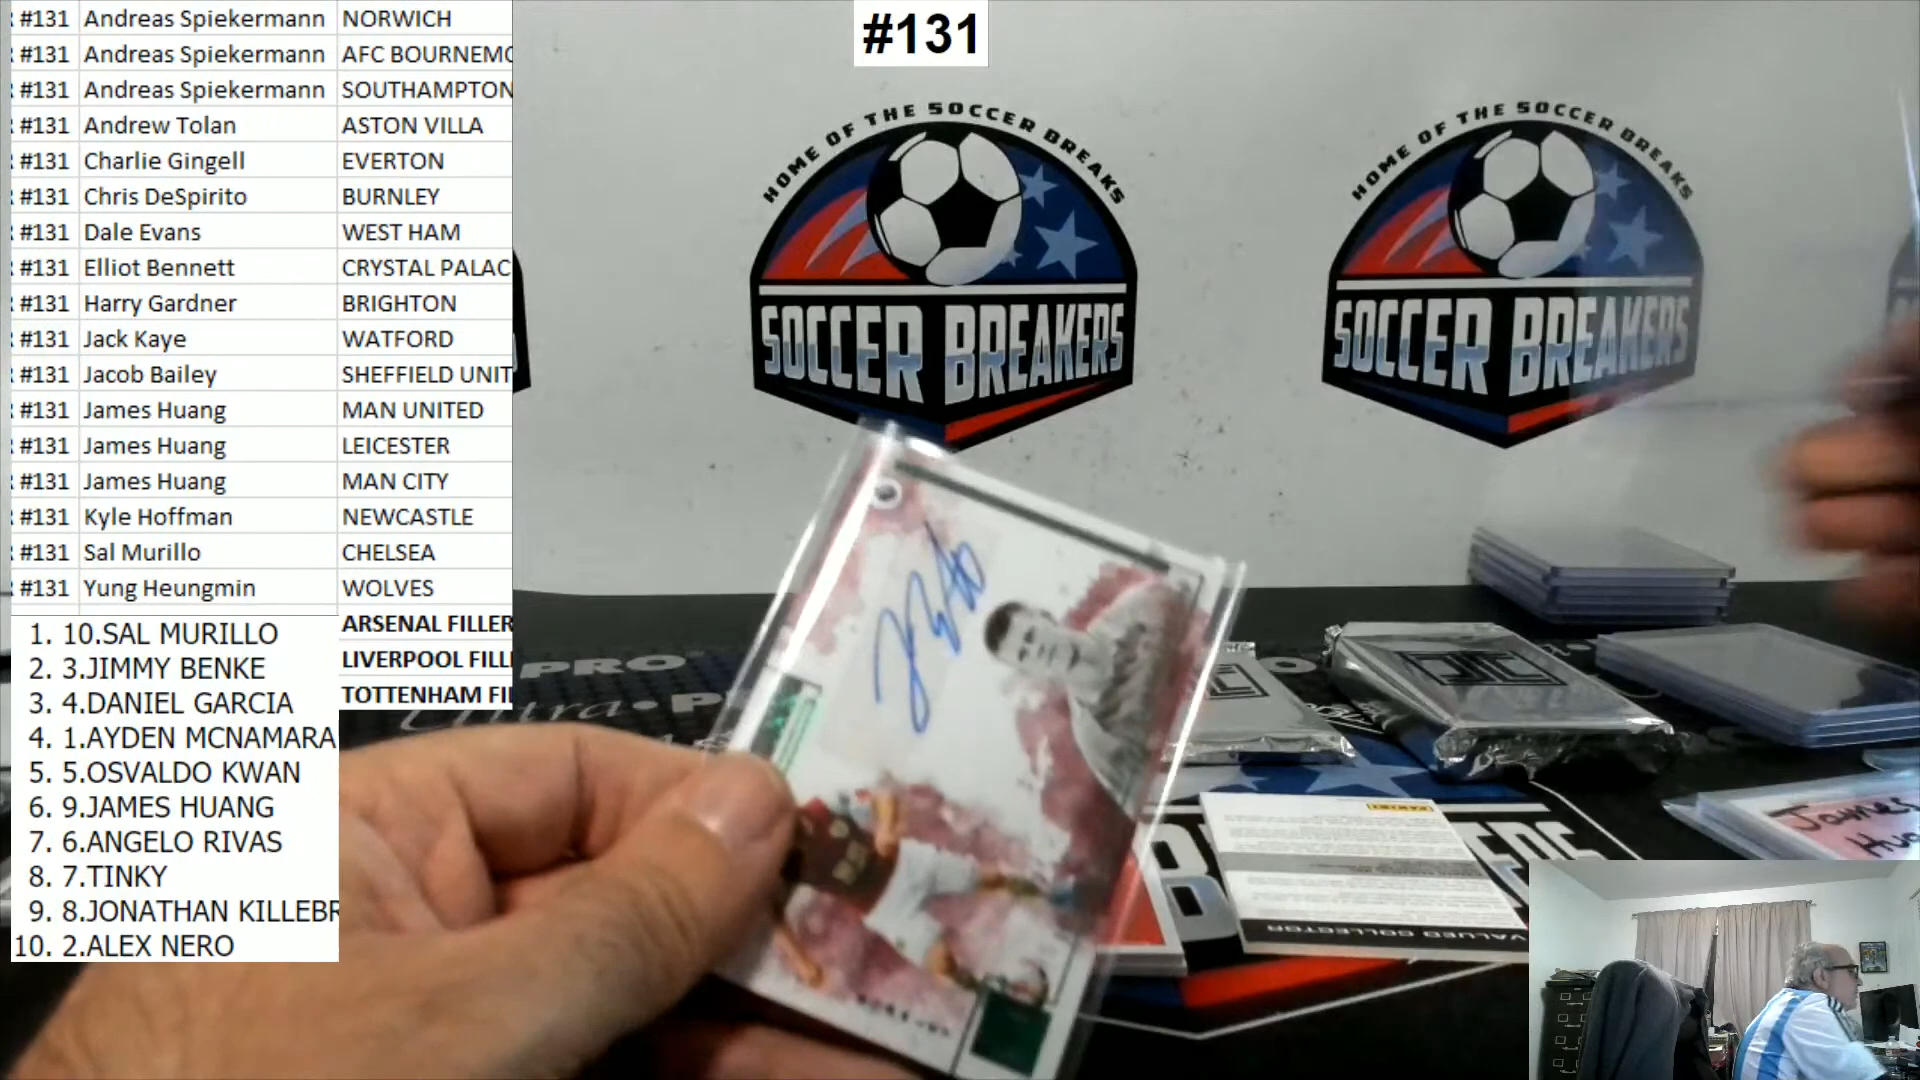 #131
#131 Andreas Spiekermann NORWICH
#131 Andreas Spiekermann AFC BOURNEMO
#131 Andreas Spiekermann SOUTHAMPTON
#131 Andrew Tolan ASTON VILLA
#131 Charlie Gingell EVERTON
#131 Chris DeSpirito BURNLEY
#131 Dale Evans WEST HAM
#131 Elliot Bennett CRYSTAL PALAC
#131 Harry Gardner BRIGHTON
#131 Jack Kaye WATFORD
#131 Jacob Bailey SHEFFIELD UNIT
#131 James Huang MAN UNITED
#131 James Huang LEICESTER
#131 James Huang MAN CITY
#131 Kyle Hoffman NEWCASTLE
#131 Sal Murillo CHELSEA
#131 Yung Heungmin WOLVES
ARSENAL FILLER
LIVERPOOL FILL
TOTTENHAM FI
1. 10.SAL MURILLO
2. 3.JIMMY BENKE
3. 4.DANIEL GARCIA
4. 1.AYDEN MCNAMARA
5. 5.OSVALDO KWAN
6. 9.JAMES HUANG
7. 6.ANGELO RIVAS
8. 7.TINKY
9. 8.JONATHAN KILLEBR
10. 2.ALEX NERO
HOME OF THE SOCCER BREAKS
SOCCER BREAKERS
HOME OF THE SOCCER BREAKS
SOCCER BREAKERS
PRO
Ultra•P
PANINI
VALUED COLLECTOR
James
Hu